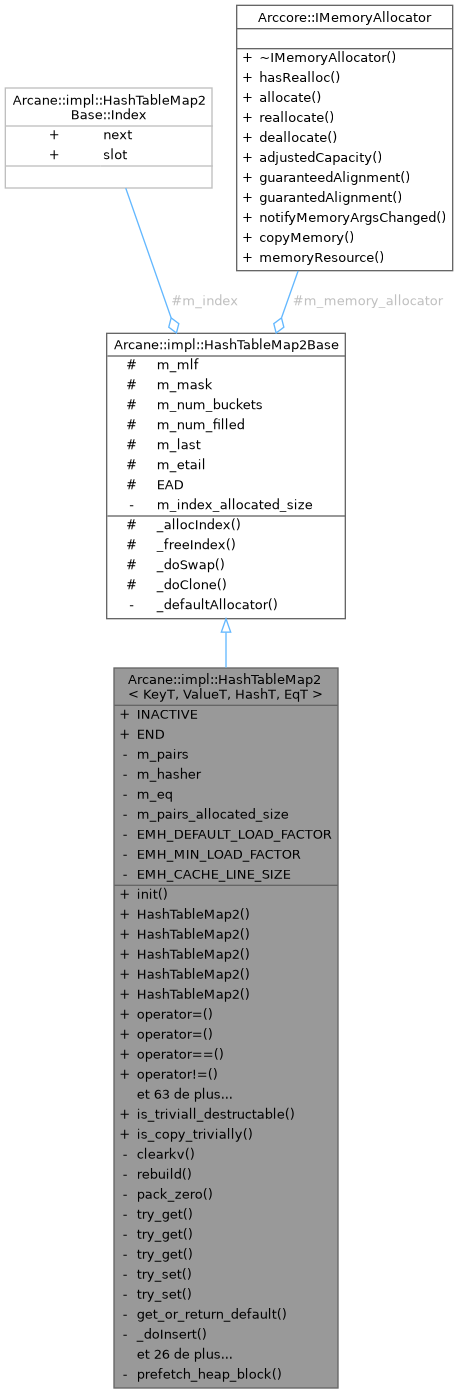 Arccore::IMemoryAllocator
+ ~IMemoryAllocator()
+ hasRealloc()
+ allocate()
+ reallocate()
+ deallocate()
+ adjustedCapacity()
+ guaranteedAlignment()
+ guarantedAlignment()
+ notifyMemoryArgsChanged()
+ copyMemory()
+ memoryResource()
Arcane::impl::HashTableMap2
Base::Index
+ next
+ slot
#m_index
#m_memory_allocator
Arcane::impl::HashTableMap2Base
# m_mlf
# m_mask
# m_num_buckets
# m_num_filled
# m_last
# m_etail
# EAD
- m_index_allocated_size
# _allocIndex()
# _freeIndex()
# _doSwap()
# _doClone()
- _defaultAllocator()
Arcane::impl::HashTableMap2
< KeyT, ValueT, HashT, EqT >
+ INACTIVE
+ END
- m_pairs
- m_hasher
- m_eq
- m_pairs_allocated_size
- EMH_DEFAULT_LOAD_FACTOR
- EMH_MIN_LOAD_FACTOR
- EMH_CACHE_LINE_SIZE
+ init()
+ HashTableMap2()
+ HashTableMap2()
+ HashTableMap2()
+ HashTableMap2()
+ HashTableMap2()
+ operator=()
+ operator=()
+ operator==()
+ operator!=()
et 63 de plus...
+ is_triviall_destructable()
+ is_copy_trivially()
- clearkv()
- rebuild()
- pack_zero()
- try_get()
- try_get()
- try_get()
- try_set()
- try_set()
- get_or_return_default()
- _doInsert()
et 26 de plus...
- prefetch_heap_block()